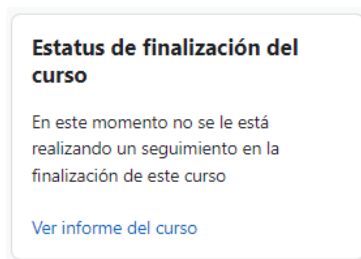 Estatus de finalización del
curso
En este momento no se le está
realizando un seguimiento en la
finalización de este curso
Ver informe del curso